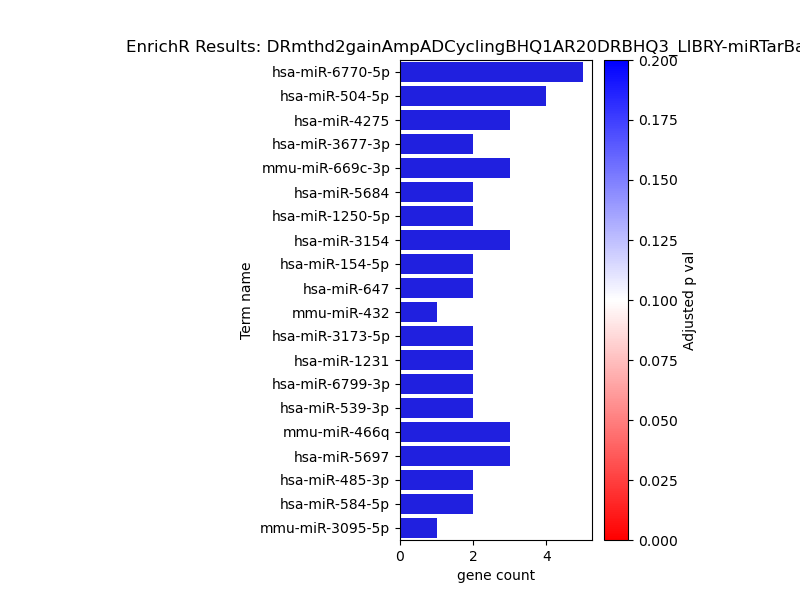 EnrichR Results: DRmthd2gainAmpADCyclingBHQ1AR20DRBHQ3_LIBRY-miRTarBa
hsa-miR-6770-5p
hsa-miR-504-5p
hsa-miR-4275
hsa-miR-3677-3p
mmu-miR-669c-3p
hsa-miR-5684
hsa-miR-1250-5p
hsa-miR-3154
hsa-miR-154-5p
hsa-miR-647
mmu-miR-432
hsa-miR-3173-5p
hsa-miR-1231
hsa-miR-6799-3p
hsa-miR-539-3p
mmu-miR-466q
hsa-miR-5697
hsa-miR-485-3p
hsa-miR-584-5p
mmu-miR-3095-5p
Term name
0 2 4
gene count
0.200
0.175
0.150
0.125
0.100
0.075
0.050
0.025
0.000
Adjusted p val